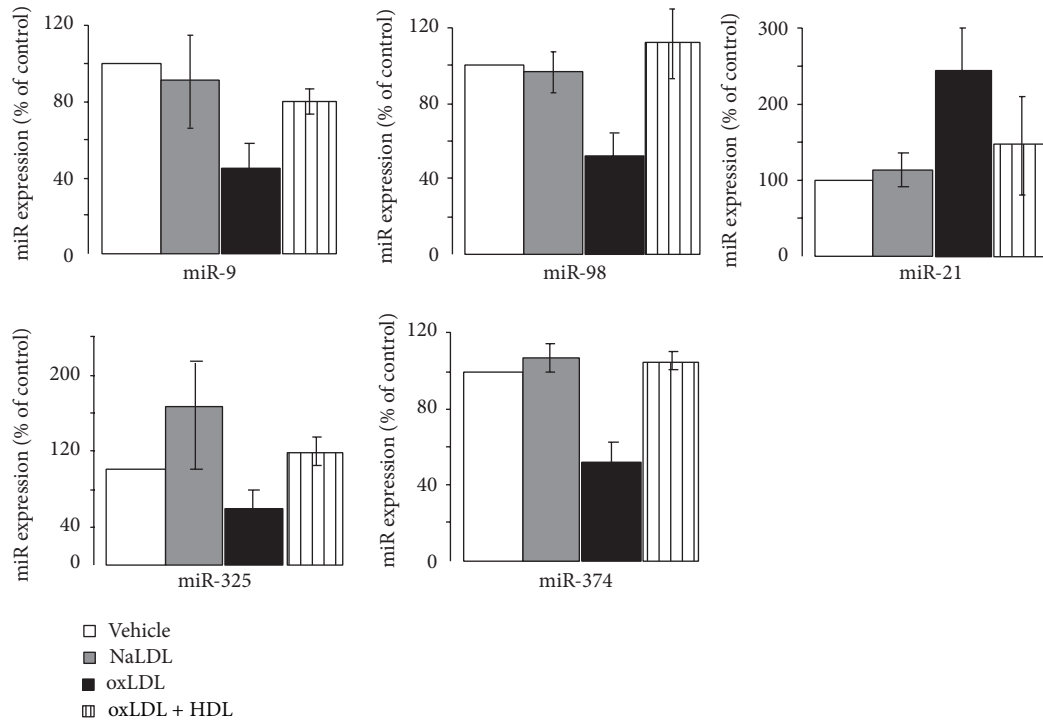 miR expression (% of control)
120
80
40
0
miR-9
miR expression (% of control)
120
80
40
0
miR-98
miR expression (% of control)
300
200
100
0
miR-21
miR expression (% of control)
200
120
40
0
miR-325
miR expression (% of control)
120
80
40
0
miR-374
Vehicle
NaLDL
oxLDL
oxLDL + HDL